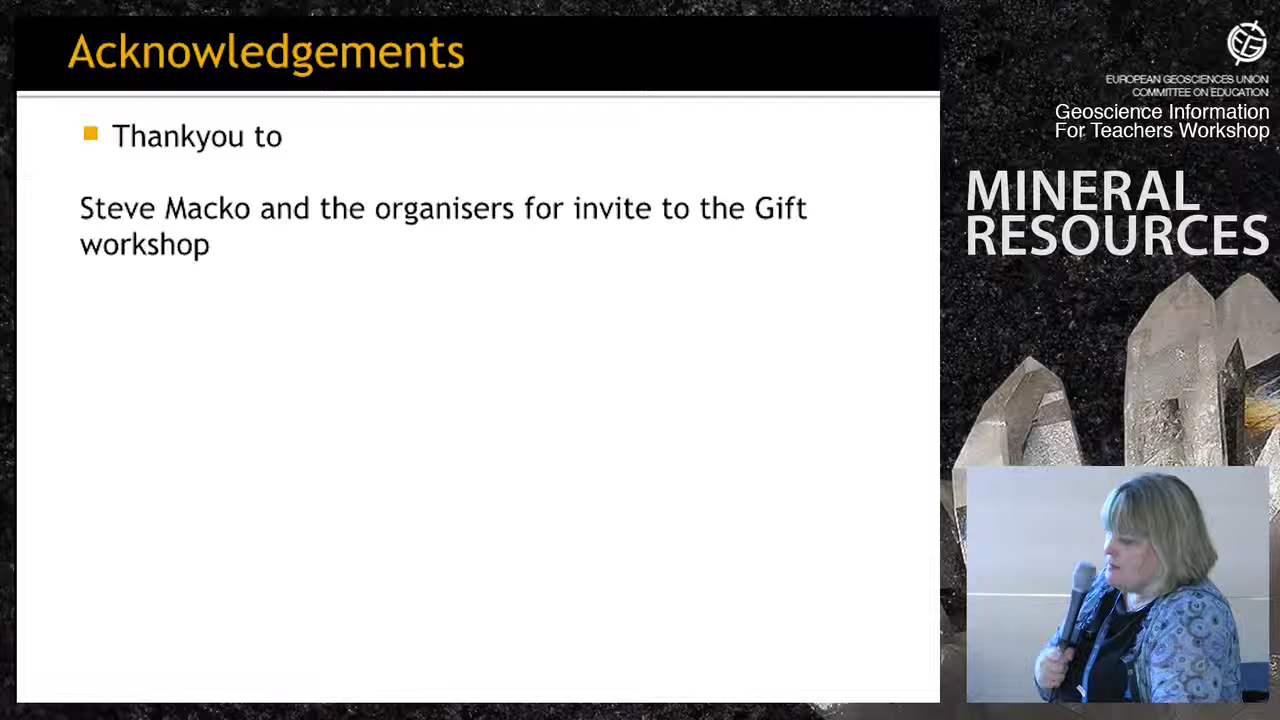 Acknowledgements
Thankyou to
Steve Macko and the organisers for invite to the Gift
workshop
EUROPEAN GEOSCIENCES UNION
COMMITTEE ON EDUCATION
Geoscience Information
For Teachers Workshop
MINERAL
RESOURCES